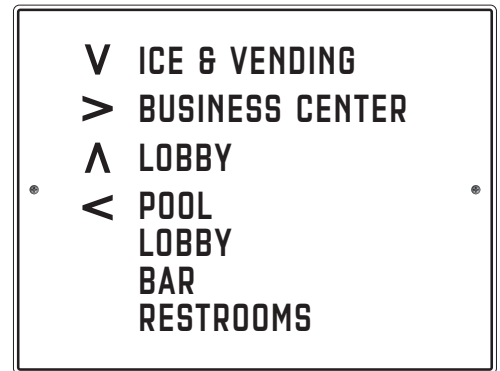 V ICE & VENDING
> BUSINESS CENTER
Λ LOBBY
< POOL
LOBBY
BAR
RESTROOMS